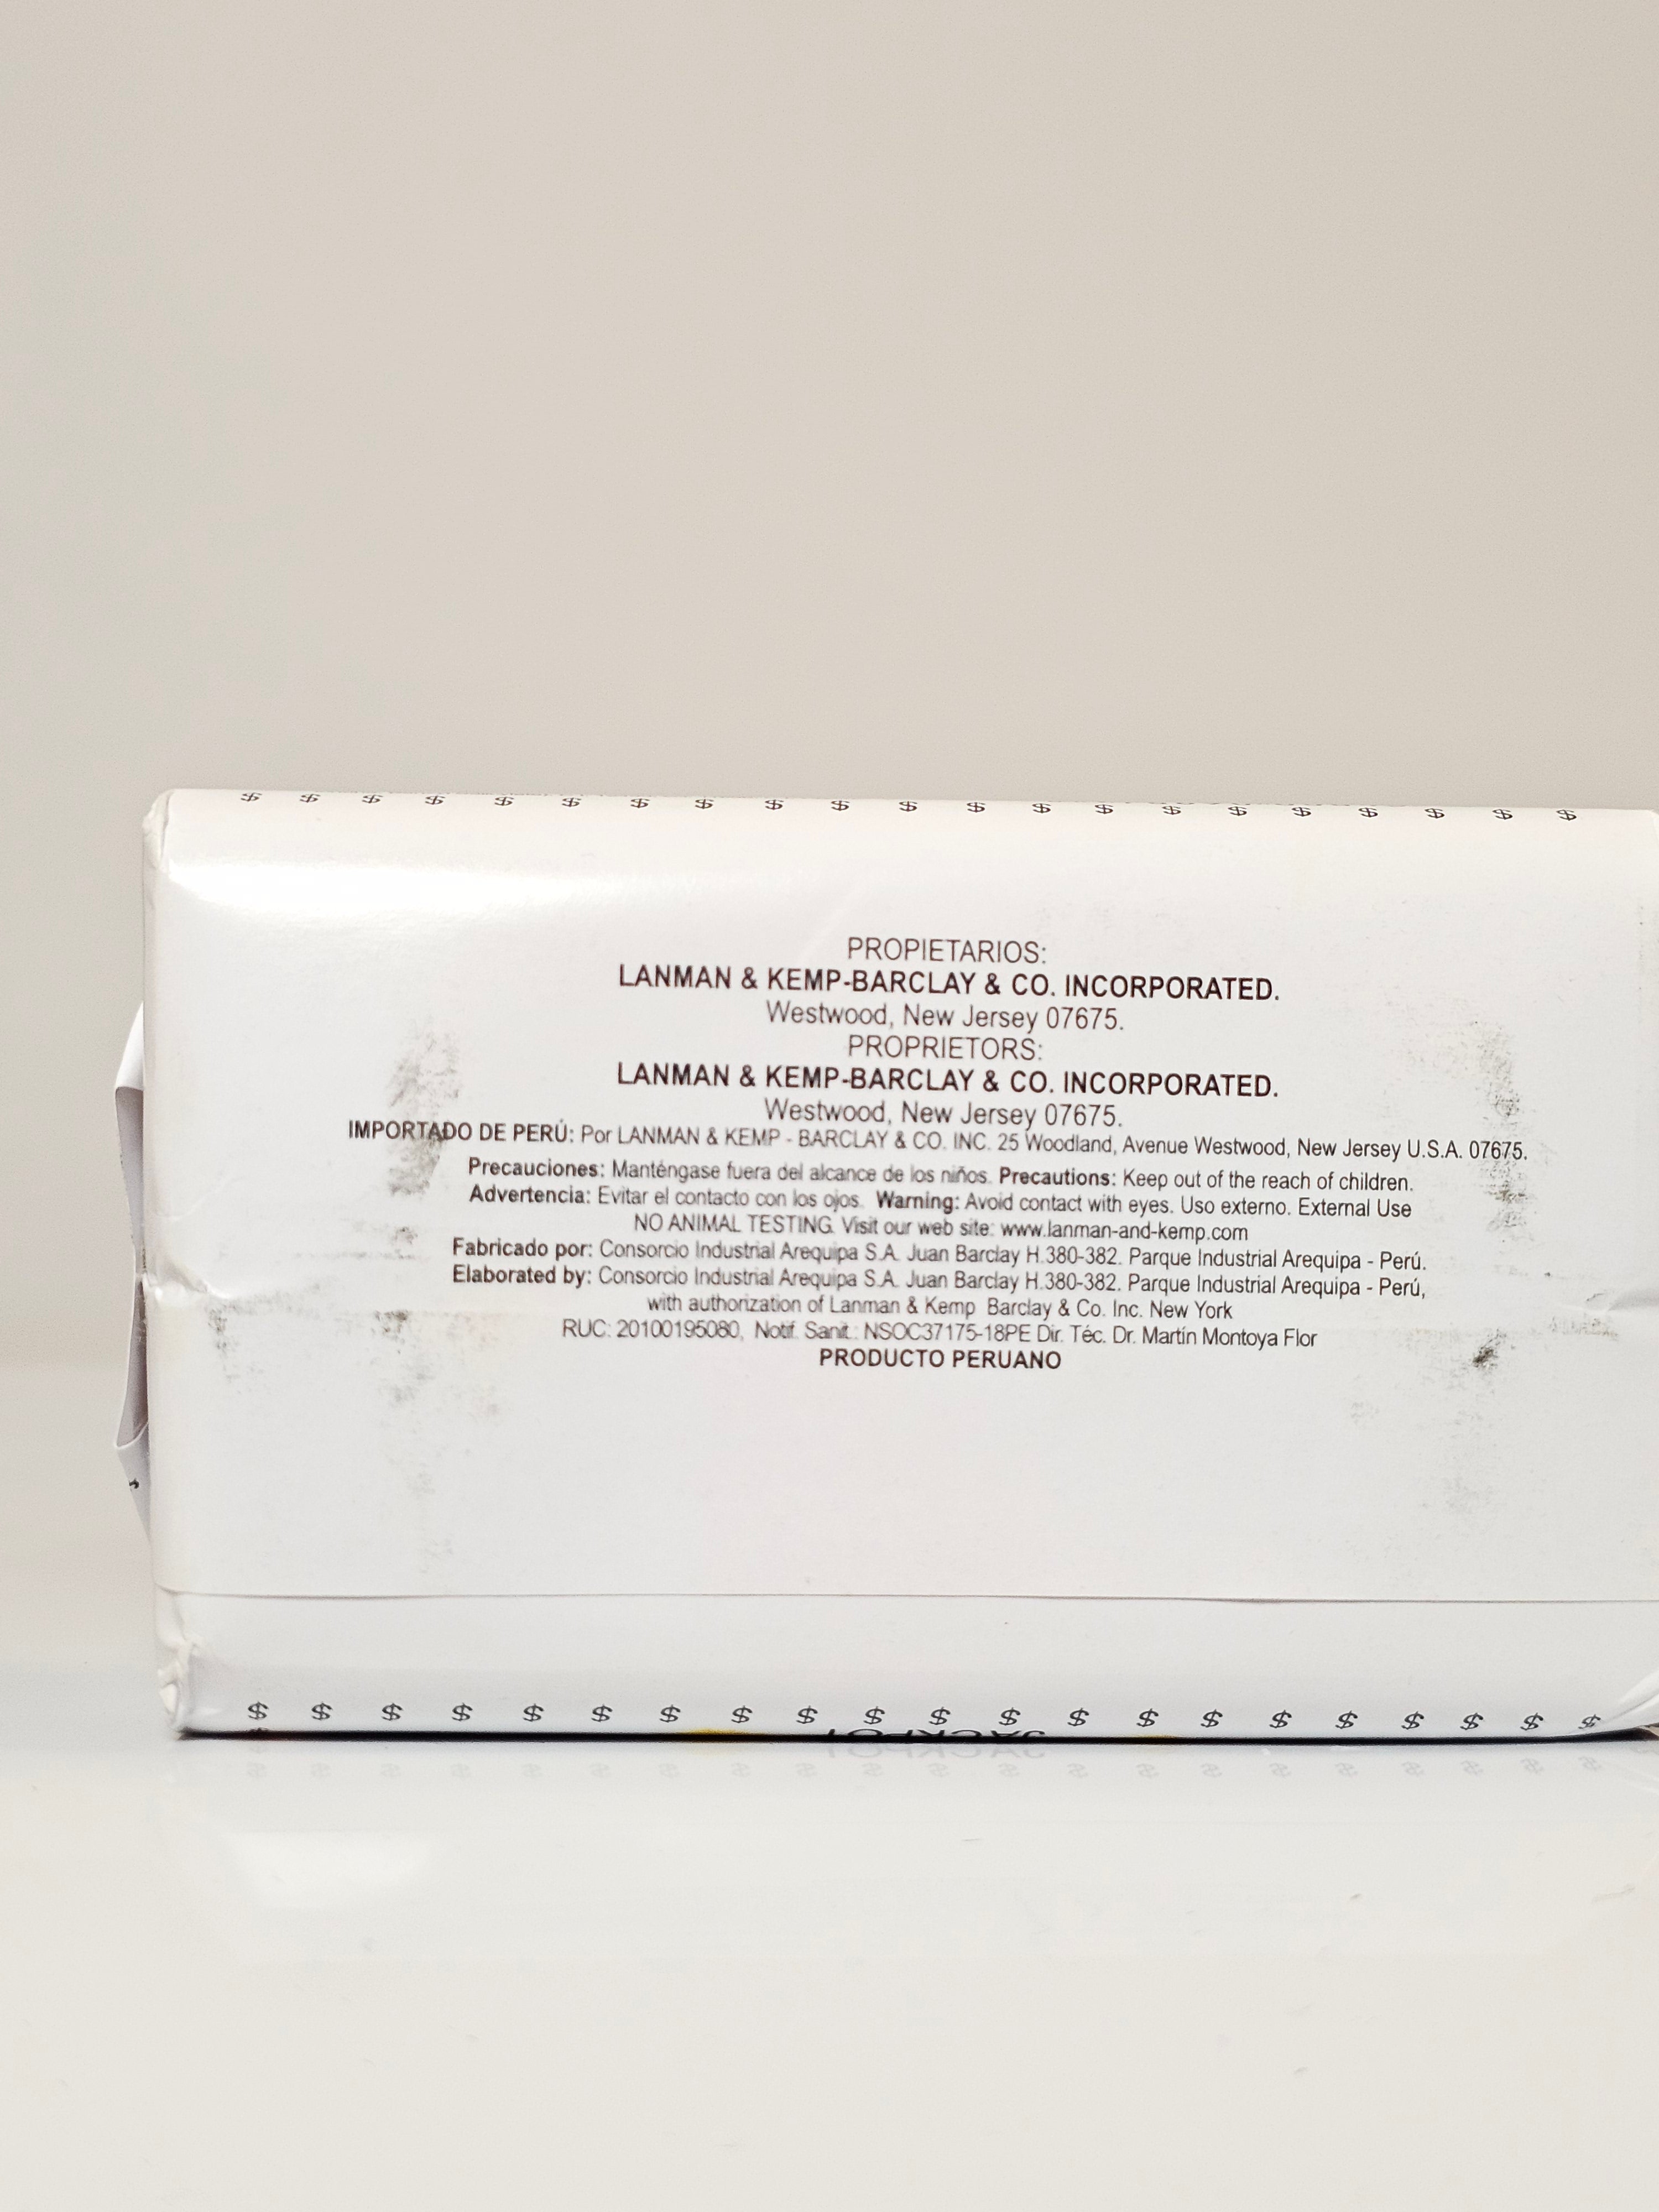 $ $ $ $ $ $ $ $ $ $ $ $ $ $ $ $ $ $ $ $ $
PROPIETARIOS:
LANMAN & KEMP-BARCLAY & CO. INCORPORATED.
Westwood, New Jersey 07675.
PROPRIETORS:
LANMAN & KEMP-BARCLAY & CO. INCORPORATED.
Westwood, New Jersey 07675.
IMPORTADO DE PERÚ: Por LANMAN & KEMP - BARCLAY & CO. INC. 25 Woodland, Avenue Westwood, New Jersey U.S.A. 07675.
Precauciones: Manténgase fuera del alcance de los niños. Precautions: Keep out of the reach of children.
Advertencia: Evitar el contacto con los ojos. Warning: Avoid contact with eyes. Uso externo. External Use
NO ANIMAL TESTING. Visit our web site: www.lanman-and-kemp.com
Fabricado por: Consorcio Industrial Arequipa S.A. Juan Barclay H.380-382. Parque Industrial Arequipa - Perú.
Elaborated by: Consorcio Industrial Arequipa S.A. Juan Barclay H.380-382. Parque Industrial Arequipa - Perú,
with authorization of Lanman & Kemp Barclay & Co. Inc. New York
RUC: 20100195080, Notif. Sanit.: NSOC37175-18PE Dir. Téc. Dr. Martín Montoya Flor
PRODUCTO PERUANO
$ $ $ $ $ $ $ $ $ $ $ $ $ $ $ $ $ $ $ $ $
JACKPOT